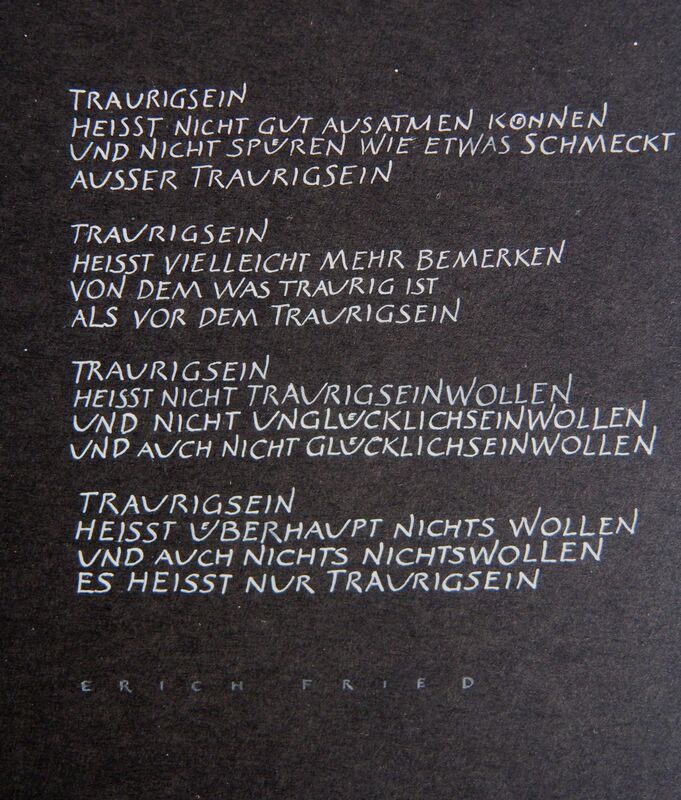 TRAURIGSEIN
HEISST NICHT GUT AUSATMEN KÖNNEN
UND NICHT SPÜREN WIE ETWAS SCHMECKT
AUSSER TRAURIGSEIN
TRAURIGSEIN
HEISST VIELLEICHT MEHR BEMERKEN
VON DEM WAS TRAURIG IST
ALS VOR DEM TRAURIGSEIN
TRAURIGSEIN
HEISST NICHT TRAURIGSEINWOLLEN
UND NICHT UNGLÜCKLICHSEINWOLLEN
UND AUCH NICHT GLÜCKLICHSEINWOLLEN
TRAURIGSEIN
HEISST ÜBERHAUPT NICHTS WOLLEN
UND AUCH NICHTS NICHTSWOLLEN
ES HEISST NUR TRAURIGSEIN
ERICH FRIED